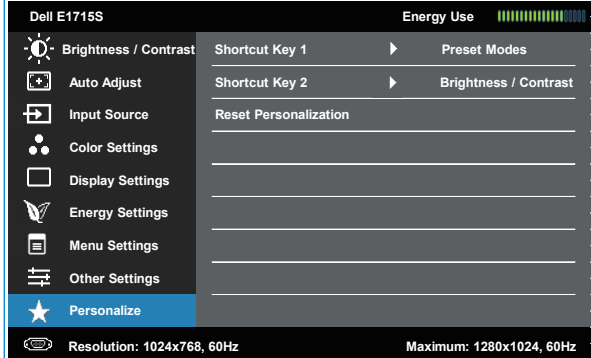 Dell E1715S Energy Use
Brightness / Contrast Shortcut Key 1 Preset Modes
Auto Adjust Shortcut Key 2 Brightness / Contrast
Input Source Reset Personalization
Color Settings
Display Settings
Energy Settings
Menu Settings
Other Settings
Personalize
Resolution: 1024x768, 60Hz Maximum: 1280x1024, 60Hz